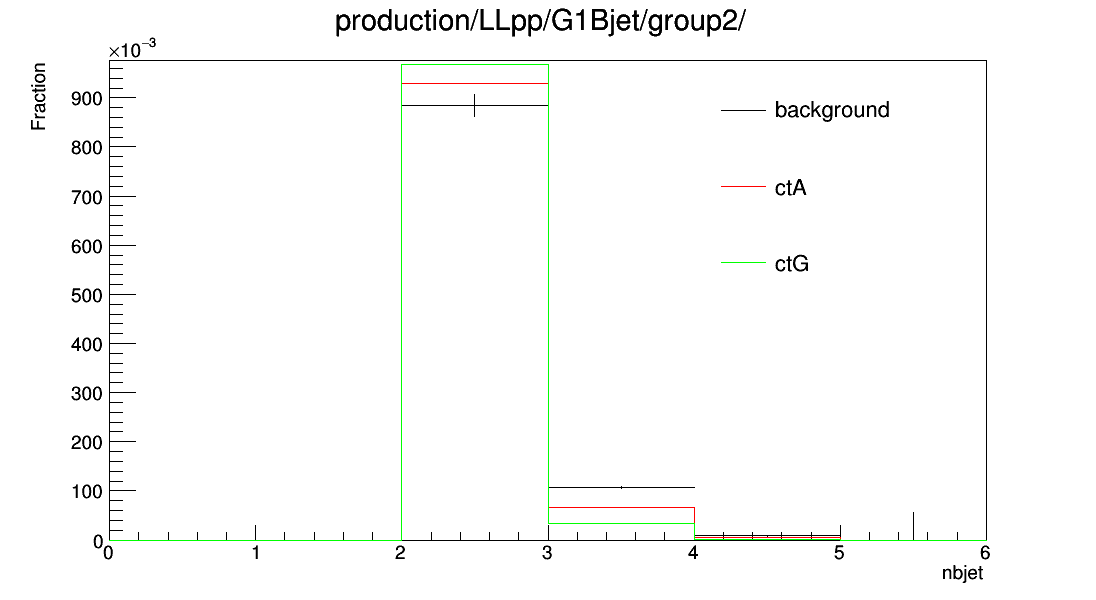 production/LLpp/G1Bjet/group2/
×10⁻³
Fraction
900
800
700
600
500
400
300
200
100
0
background
ctA
ctG
0 1 2 3 4 5 6
nbjet